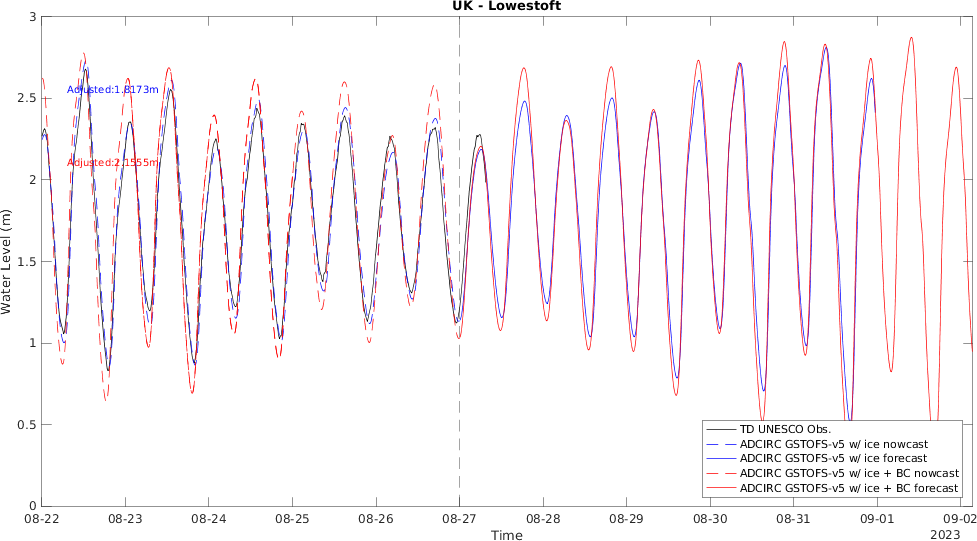 UK - Lowestoft
3
2.5
2
1.5
1
0.5
0
Water Level (m)
Adjusted:1.8173m
Adjusted:2.1555m
TD UNESCO Obs.
ADCIRC GSTOFS-v5 w/ ice nowcast
ADCIRC GSTOFS-v5 w/ ice forecast
ADCIRC GSTOFS-v5 w/ ice + BC nowcast
ADCIRC GSTOFS-v5 w/ ice + BC forecast
08-22 08-23 08-24 08-25 08-26 08-27 08-28 08-29 08-30 08-31 09-01 09-02
Time
2023